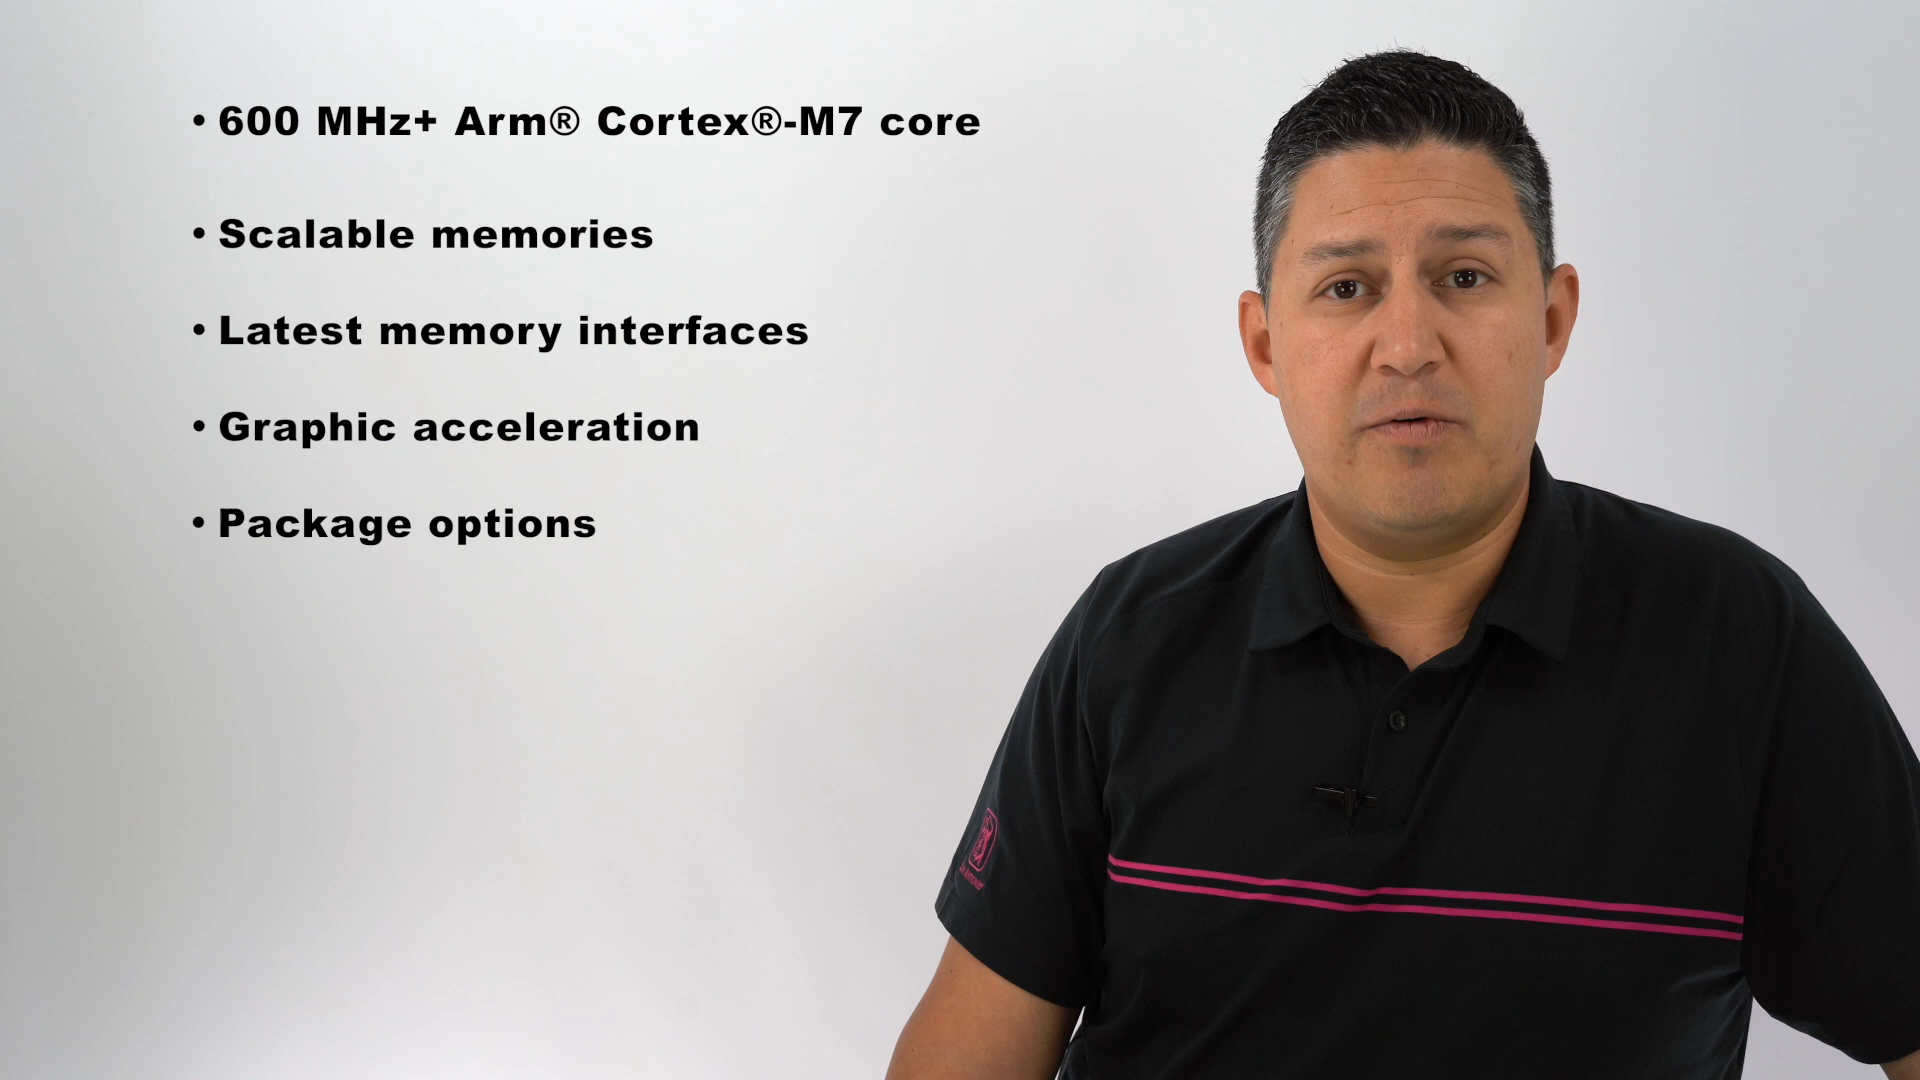 • 600 MHz+ Arm® Cortex®-M7 core
• Scalable memories
• Latest memory interfaces
• Graphic acceleration
• Package options